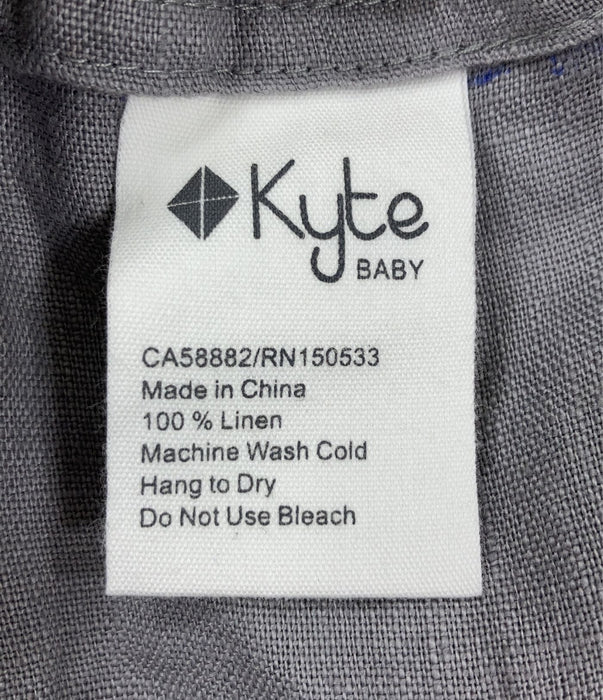 Kyte
BABY
CA58882/RN150533
Made in China
100 % Linen
Machine Wash Cold
Hang to Dry
Do Not Use Bleach